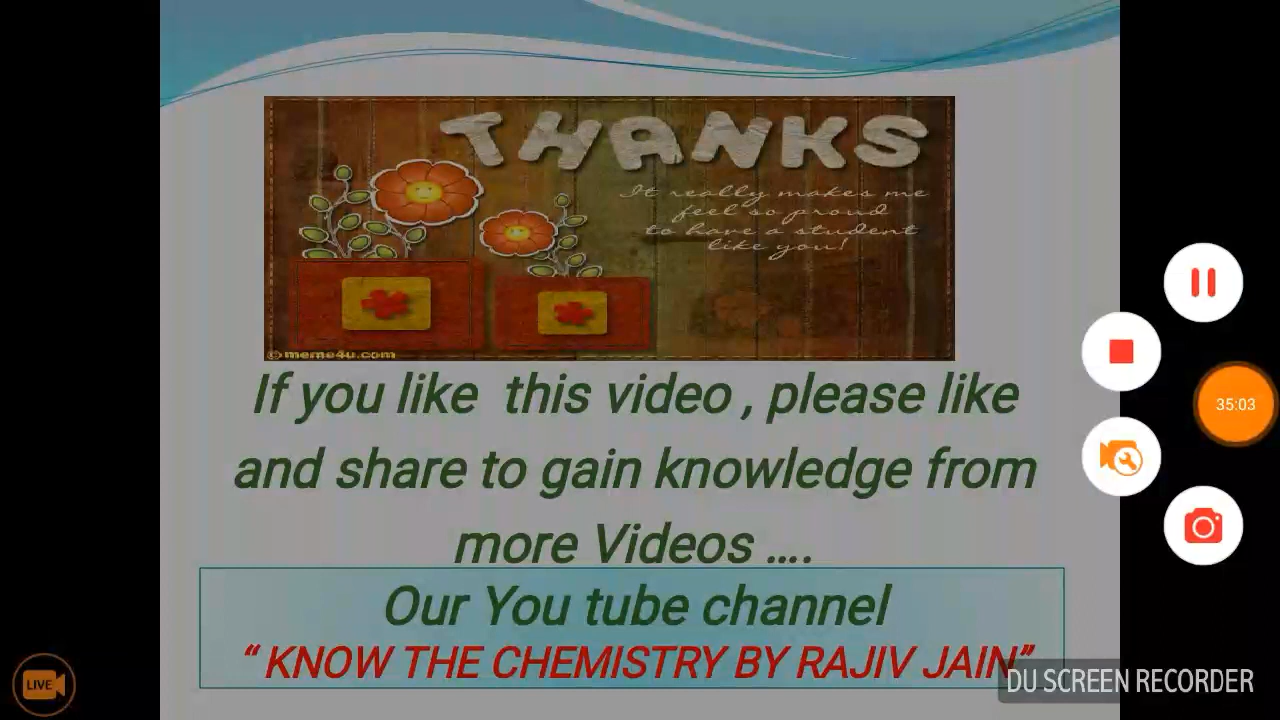 THANKS
It really makes me
feel so proud
to have a student
like you!
© meme4u.com
If you like this video , please like
and share to gain knowledge from
more Videos ....
Our You tube channel
“ KNOW THE CHEMISTRY BY RAJIV JAIN”
35:03
LIVE
DU SCREEN RECORDER